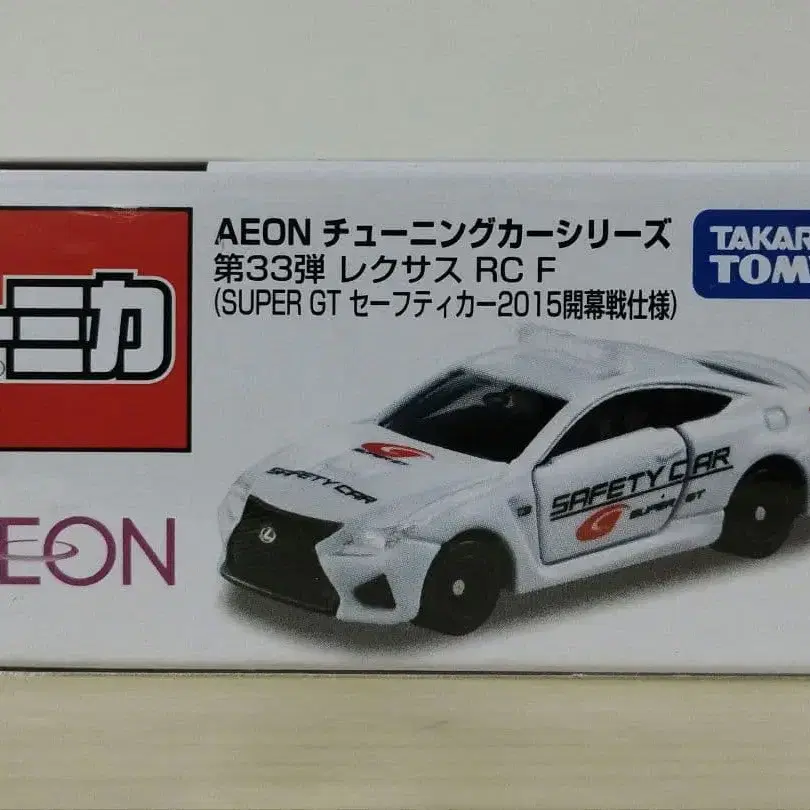 AEON チューニングカーシリーズ
第33弾 レクサス RC F
(SUPER GT セーフティカー2015開幕戦仕様)
TAKAR
TOMY
ーミカ
EON
SAFETY CAR
SAFETY CAR
SUPER GT